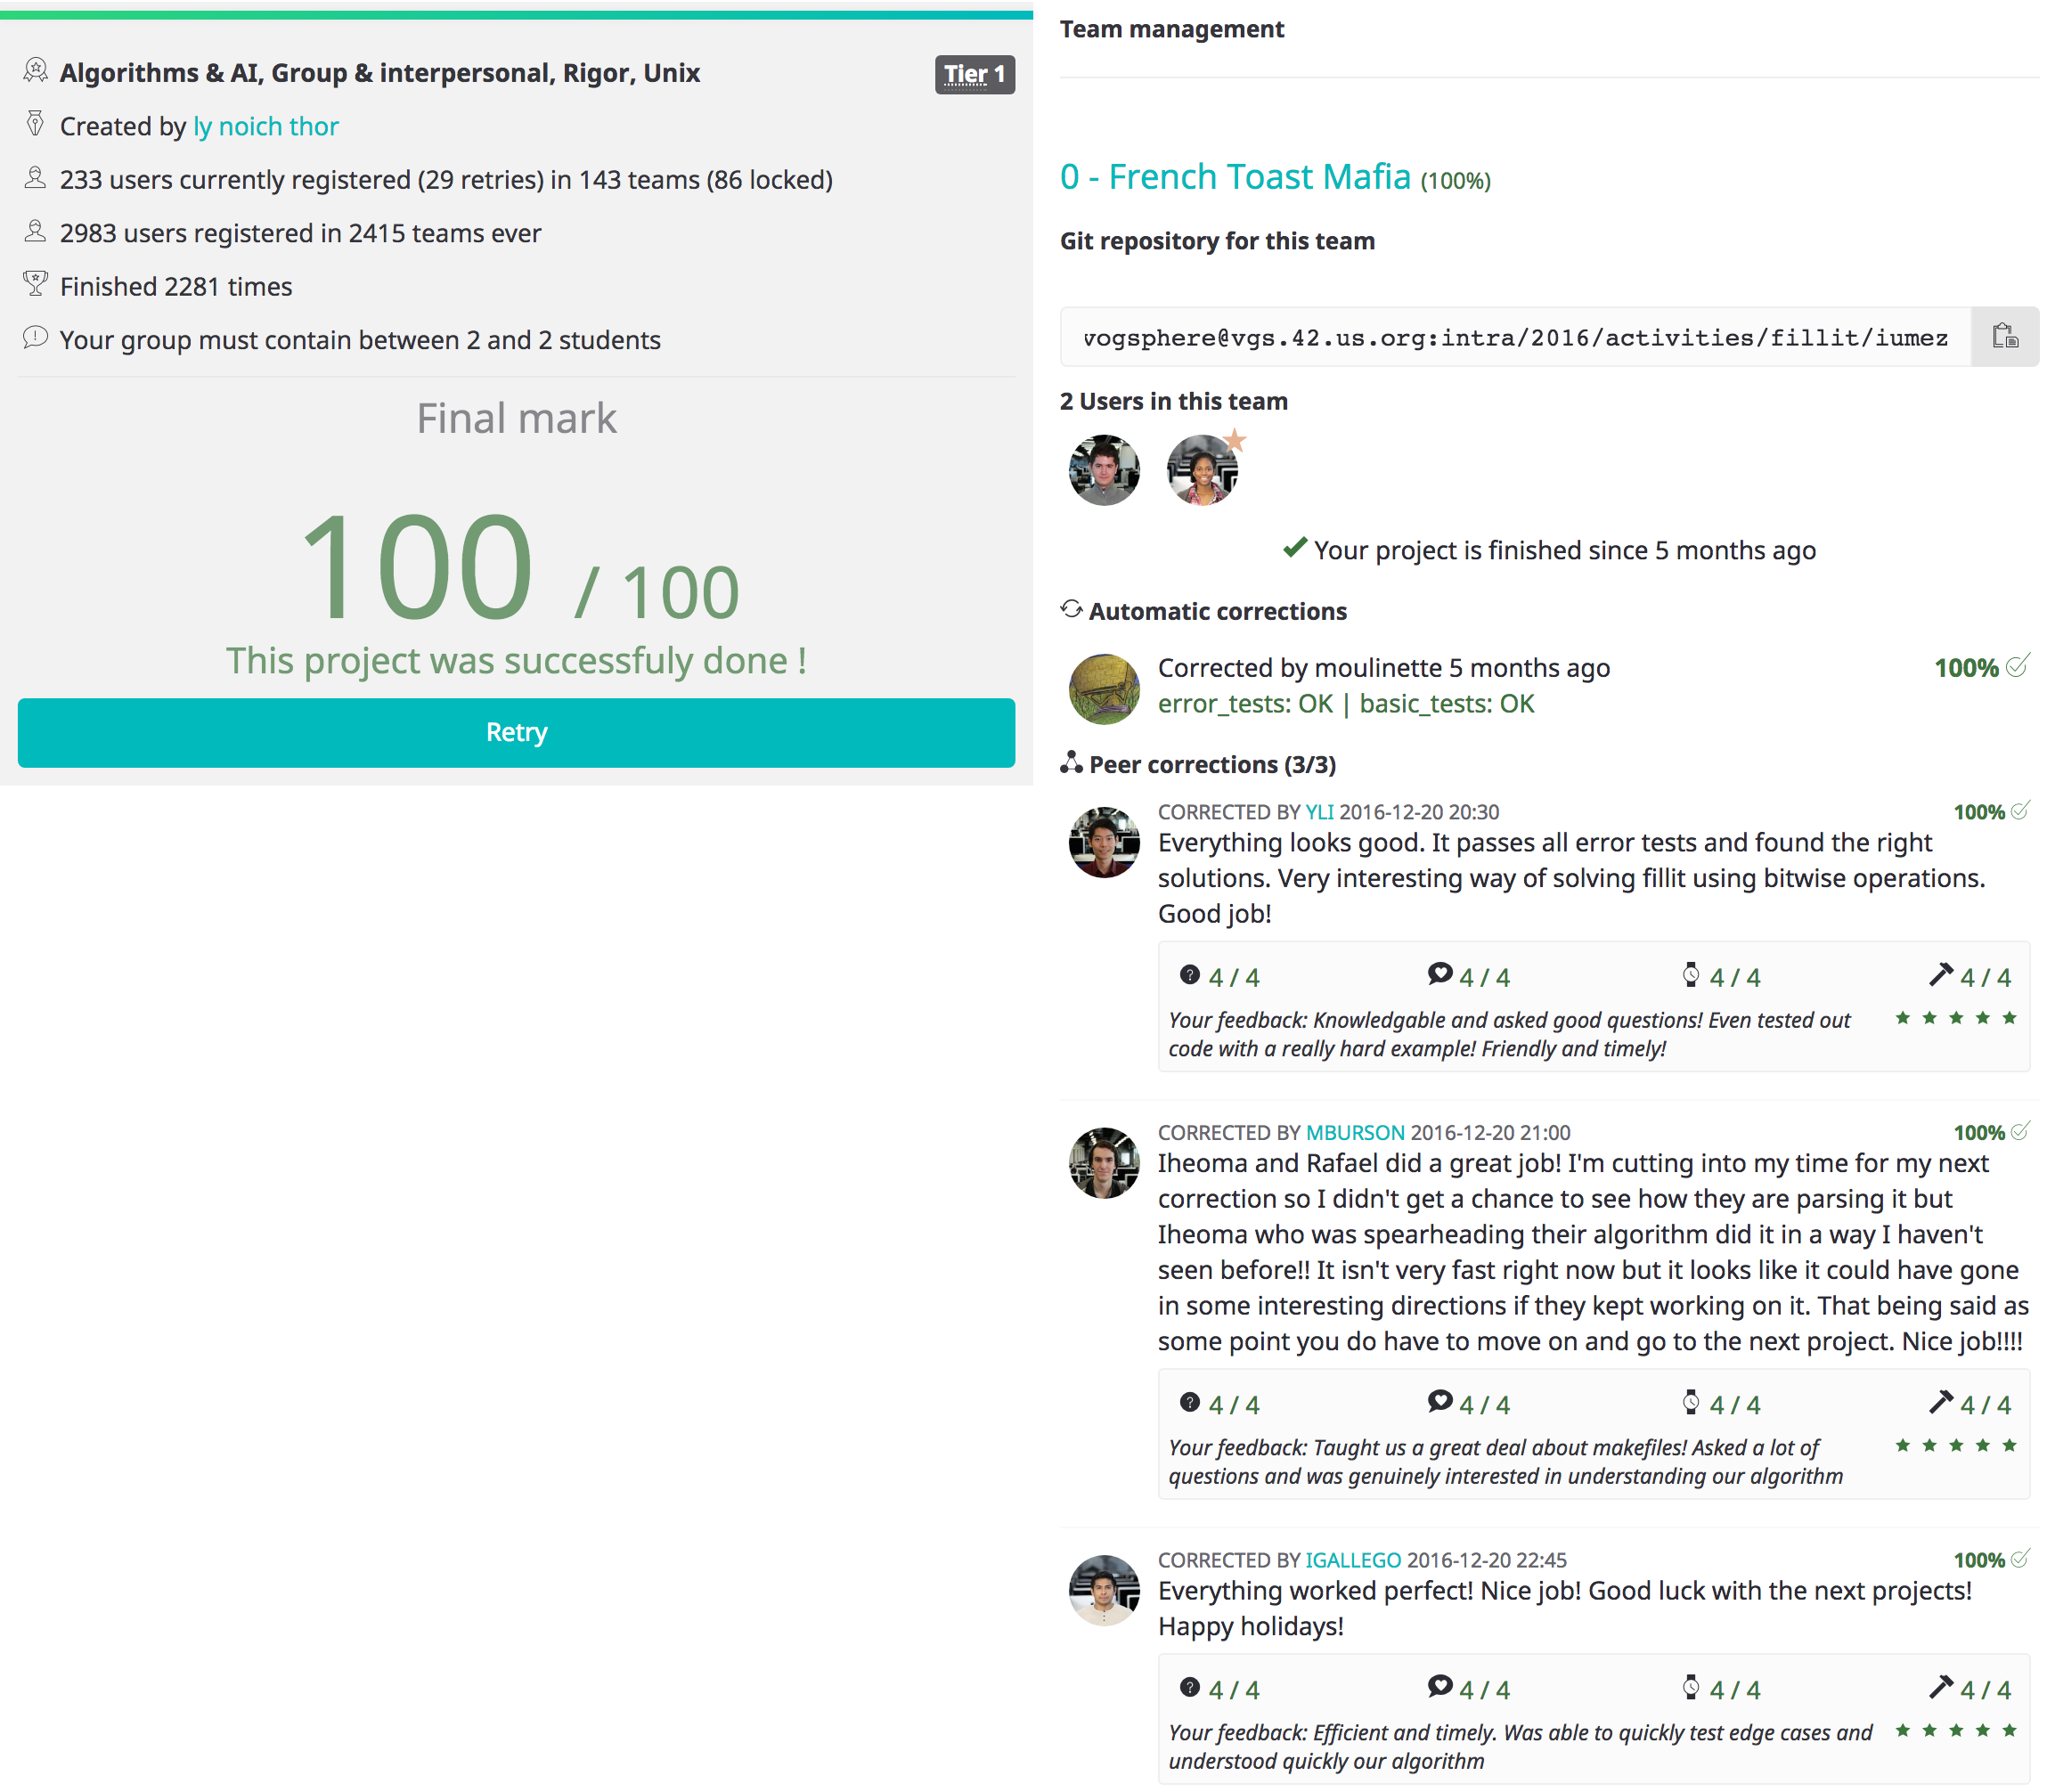 Algorithms & AI, Group & interpersonal, Rigor, Unix
Tier 1
Created by ly noich thor
233 users currently registered (29 retries) in 143 teams (86 locked)
2983 users registered in 2415 teams ever
Finished 2281 times
Your group must contain between 2 and 2 students
Final mark
100 / 100
This project was successfuly done !
Retry
Team management
0 - French Toast Mafia (100%)
Git repository for this team
vogsphere@vgs.42.us.org:intra/2016/activities/fillit/iumez
2 Users in this team
Your project is finished since 5 months ago
Automatic corrections
Corrected by moulinette 5 months ago
100%
error_tests: OK | basic_tests: OK
Peer corrections (3/3)
CORRECTED BY YLI 2016-12-20 20:30
100%
Everything looks good. It passes all error tests and found the right
solutions. Very interesting way of solving fillit using bitwise operations.
Good job!
4 / 4 4 / 4 4 / 4 4 / 4
Your feedback: Knowledgable and asked good questions! Even tested out
code with a really hard example! Friendly and timely!
CORRECTED BY MBURSON 2016-12-20 21:00
100%
Iheoma and Rafael did a great job! I'm cutting into my time for my next
correction so I didn't get a chance to see how they are parsing it but
Iheoma who was spearheading their algorithm did it in a way I haven't
seen before!! It isn't very fast right now but it looks like it could have gone
in some interesting directions if they kept working on it. That being said as
some point you do have to move on and go to the next project. Nice job!!!!
4 / 4 4 / 4 4 / 4 4 / 4
Your feedback: Taught us a great deal about makefiles! Asked a lot of
questions and was genuinely interested in understanding our algorithm
CORRECTED BY IGALLEGO 2016-12-20 22:45
100%
Everything worked perfect! Nice job! Good luck with the next projects!
Happy holidays!
4 / 4 4 / 4 4 / 4 4 / 4
Your feedback: Efficient and timely. Was able to quickly test edge cases and
understood quickly our algorithm